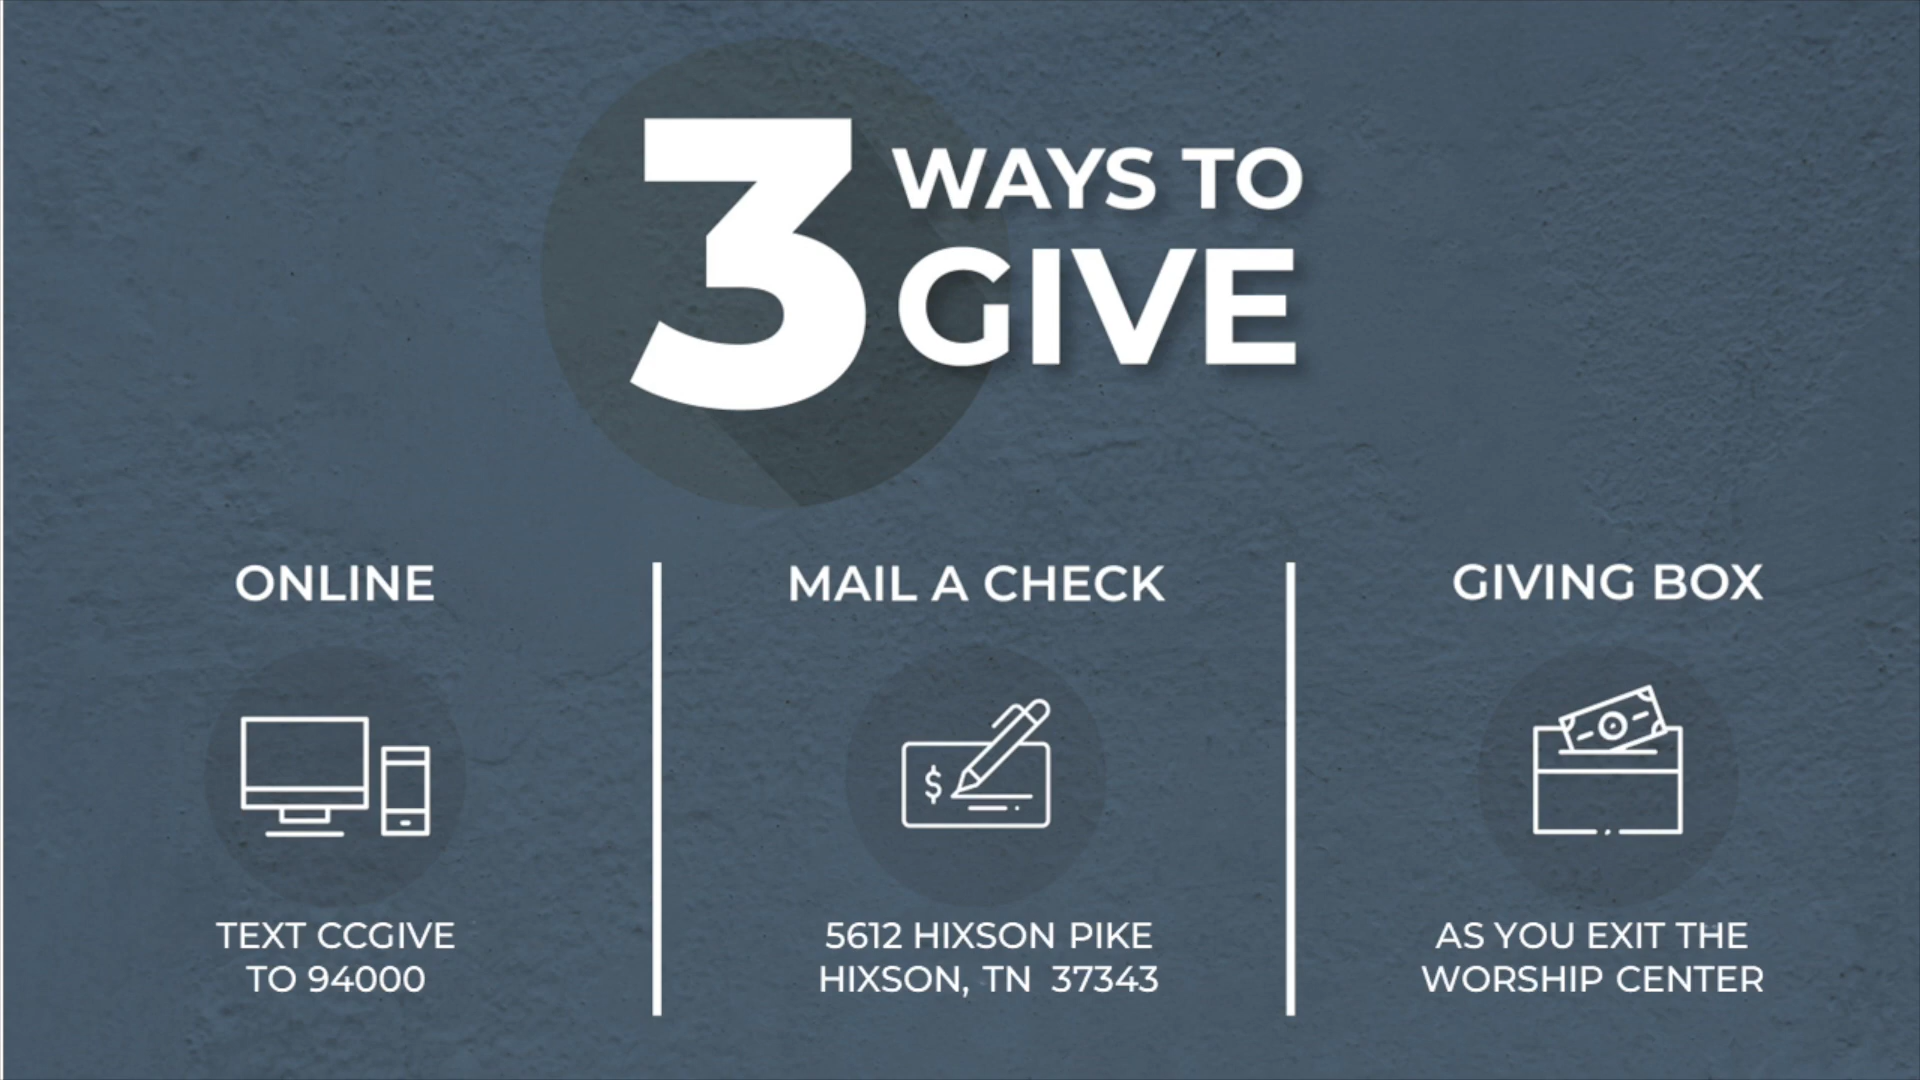 3 WAYS TO
GIVE
ONLINE
TEXT CCGIVE
TO 94000
MAIL A CHECK
$
5612 HIXSON PIKE
HIXSON, TN  37343
GIVING BOX
AS YOU EXIT THE
WORSHIP CENTER